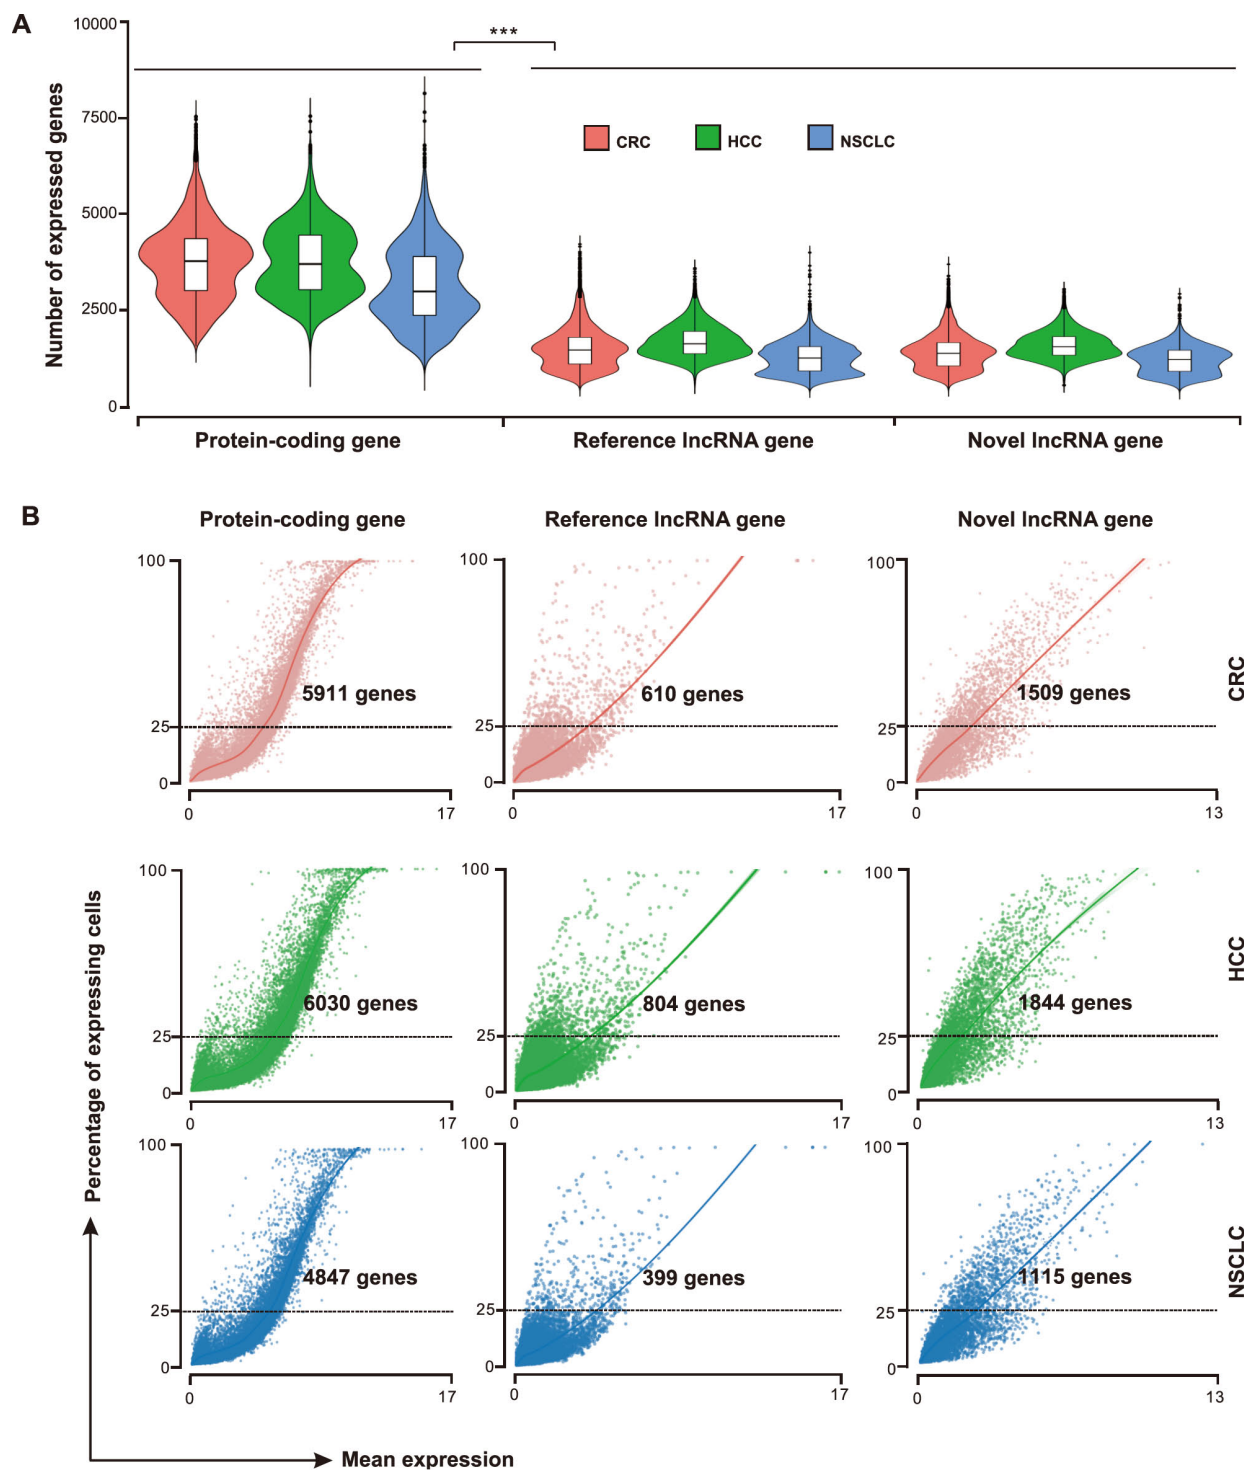 A
***
10000
7500
5000
2500
0
Number of expressed genes
CRC HCC NSCLC
Protein-coding gene Reference lncRNA gene Novel lncRNA gene
B
Protein-coding gene Reference lncRNA gene Novel lncRNA gene
100 100 100
5911 genes 610 genes 1509 genes
25 25 25
0 0 0
0 17 0 17 0 13
CRC
100 100 100
6030 genes 804 genes 1844 genes
25 25 25
0 0 0
0 17 0 17 0 13
HCC
100 100 100
4847 genes 399 genes 1115 genes
25 25 25
0 0 0
0 17 0 17 0 13
NSCLC
Percentage of expressing cells
Mean expression